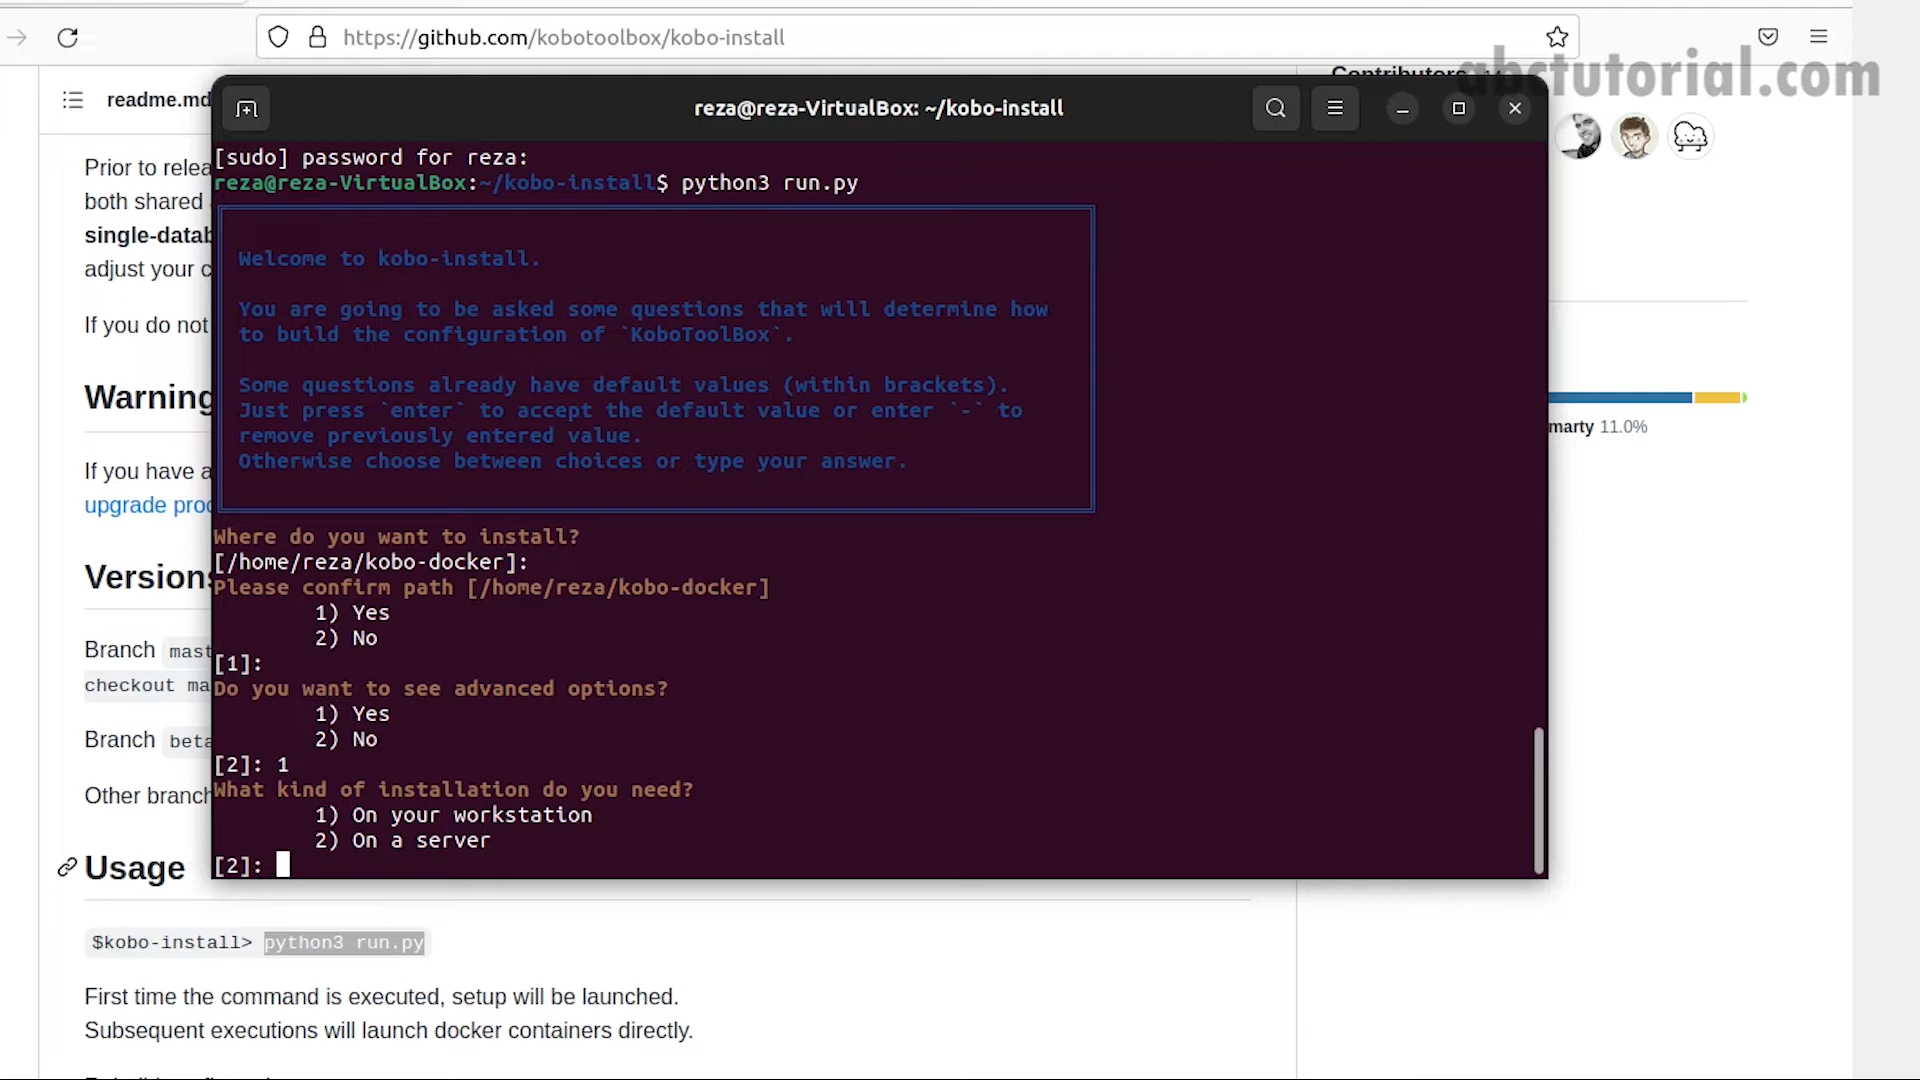 https://github.com/kobotoolbox/kobo-install
abctutorial.com
readme.md
reza@reza-VirtualBox: ~/kobo-install
[sudo] password for reza:
reza@reza-VirtualBox:~/kobo-install$ python3 run.py
Welcome to kobo-install.
You are going to be asked some questions that will determine how
to build the configuration of `KoboToolBox`.
Some questions already have default values (within brackets).
Just press `enter` to accept the default value or enter `-` to
remove previously entered value.
Otherwise choose between choices or type your answer.
Where do you want to install?
[/home/reza/kobo-docker]:
Please confirm path [/home/reza/kobo-docker]
1) Yes
2) No
[1]:
Do you want to see advanced options?
1) Yes
2) No
[2]: 1
What kind of installation do you need?
1) On your workstation
2) On a server
[2]:
Prior to relea
both shared
single-datab
adjust your c
If you do not
Warning
If you have a
upgrade proc
Versions
Branch mast
checkout ma
Branch beta
Other branch
Usage
$kobo-install> python3 run.py
First time the command is executed, setup will be launched.
Subsequent executions will launch docker containers directly.
marty 11.0%